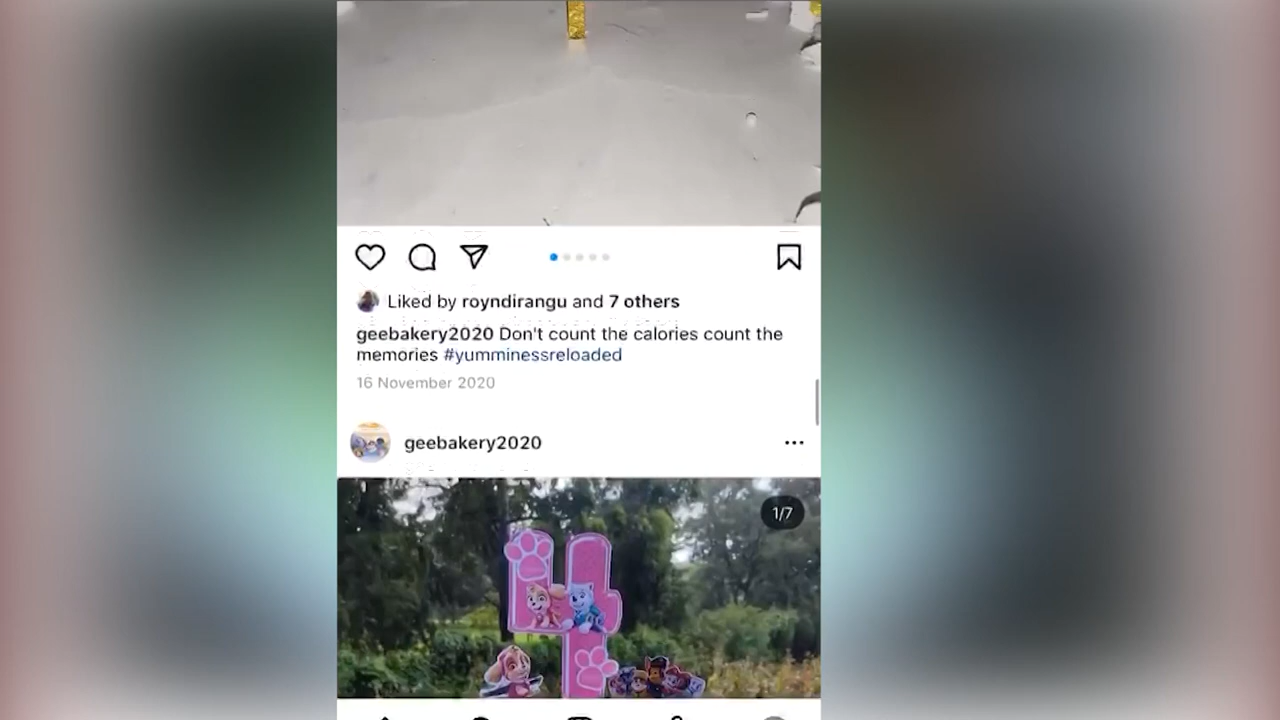 Liked by royndirangu and 7 others
geebakery2020 Don't count the calories count the
memories #yumminessreloaded
16 November 2020
geebakery2020
1/7
4